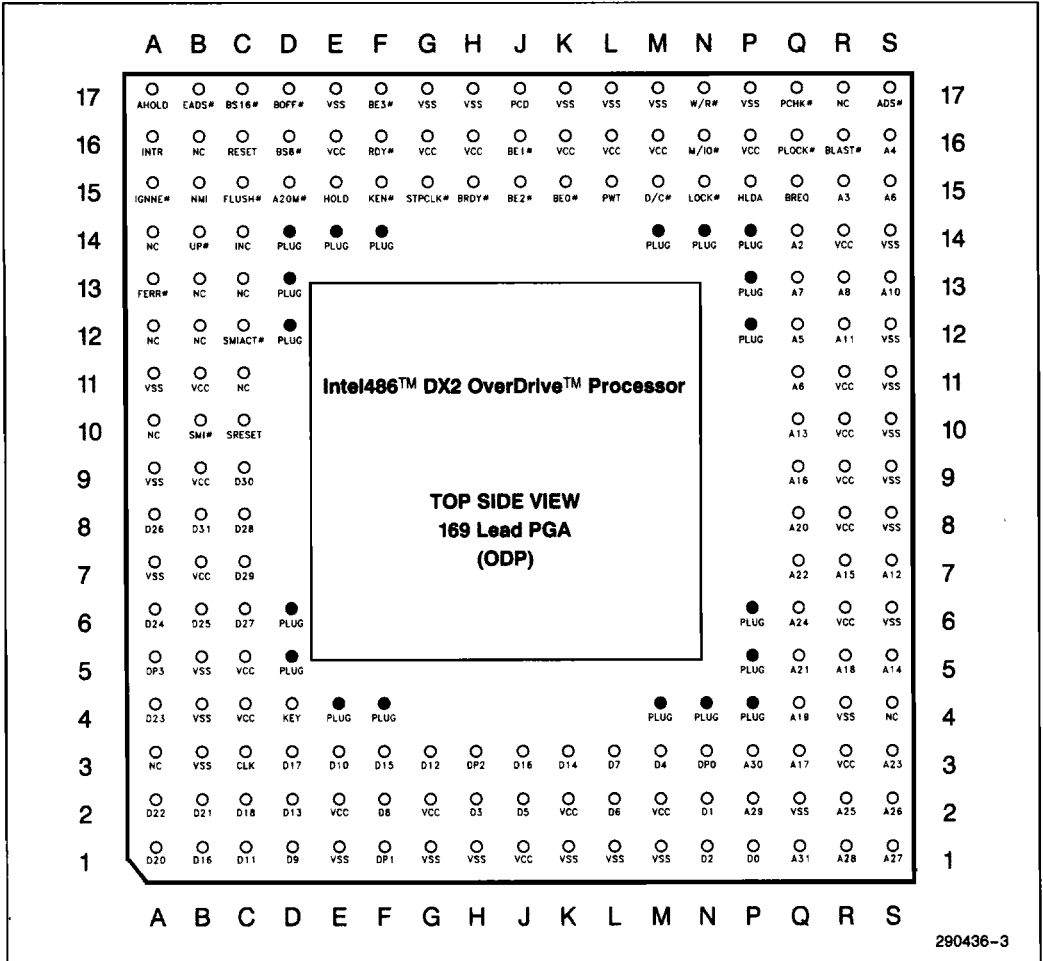 A B C D E F G H J K L M N P Q R S
17 AHOLD EADS# BS16# BOFF# VSS BE3# VSS VSS PCD VSS VSS VSS W/R# VSS PCHK# NC ADS# 17
16 INTR NC RESET BS8# VCC RDY# VCC VCC BE1# VCC VCC VCC M/IO# VCC PLOCK# BLAST# A4 16
15 IGNNE# NMI FLUSH# A20M# HOLD KEN# STPCLK# BRDY# BE2# BE0# PWT D/C# LOCK# HLDA BREQ A3 A6 15
14 NC UP# INC PLUG PLUG PLUG PLUG PLUG PLUG A2 VCC VSS 14
13 FERR# NC NC PLUG PLUG A7 A8 A10 13
12 NC NC SMIACT# PLUG PLUG A5 A11 VSS 12
11 VSS VCC NC A6 VCC VSS 11
Intel486™ DX2 OverDrive™ Processor
10 NC SMI# SRESET A13 VCC VSS 10
9 VSS VCC D30 A16 VCC VSS 9
TOP SIDE VIEW
8 D26 D31 D28 A20 VCC VSS 8
169 Lead PGA
(ODP)
7 VSS VCC D29 A22 A15 A12 7
6 D24 D25 D27 PLUG PLUG A24 VCC VSS 6
5 DP3 VSS VCC PLUG PLUG A21 A18 A14 5
4 D23 VSS VCC KEY PLUG PLUG PLUG PLUG PLUG A19 VSS NC 4
3 NC VSS CLK D17 D10 D15 D12 DP2 D16 D14 D7 D4 DP0 A30 A17 VCC A23 3
2 D22 D21 D18 D13 VCC D8 VCC D3 D5 VCC D6 VCC D1 A29 VSS A25 A26 2
1 D20 D16 D11 D9 VSS DP1 VSS VSS VCC VSS VSS VSS D2 D0 A31 A28 A27 1
A B C D E F G H J K L M N P Q R S
290436-3